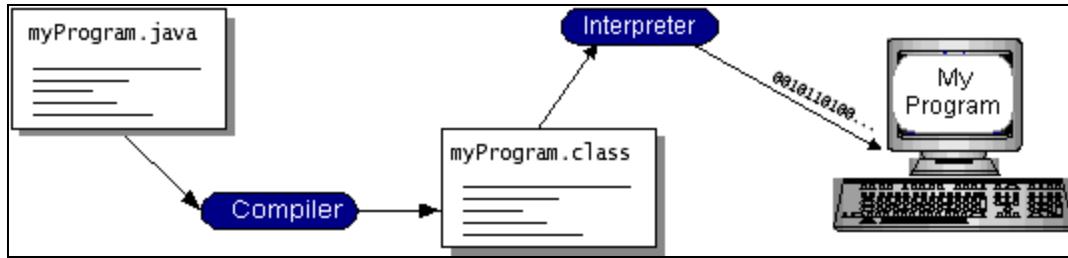 myProgram.java
Compiler
myProgram.class
Interpreter
0010110100...
My
Program